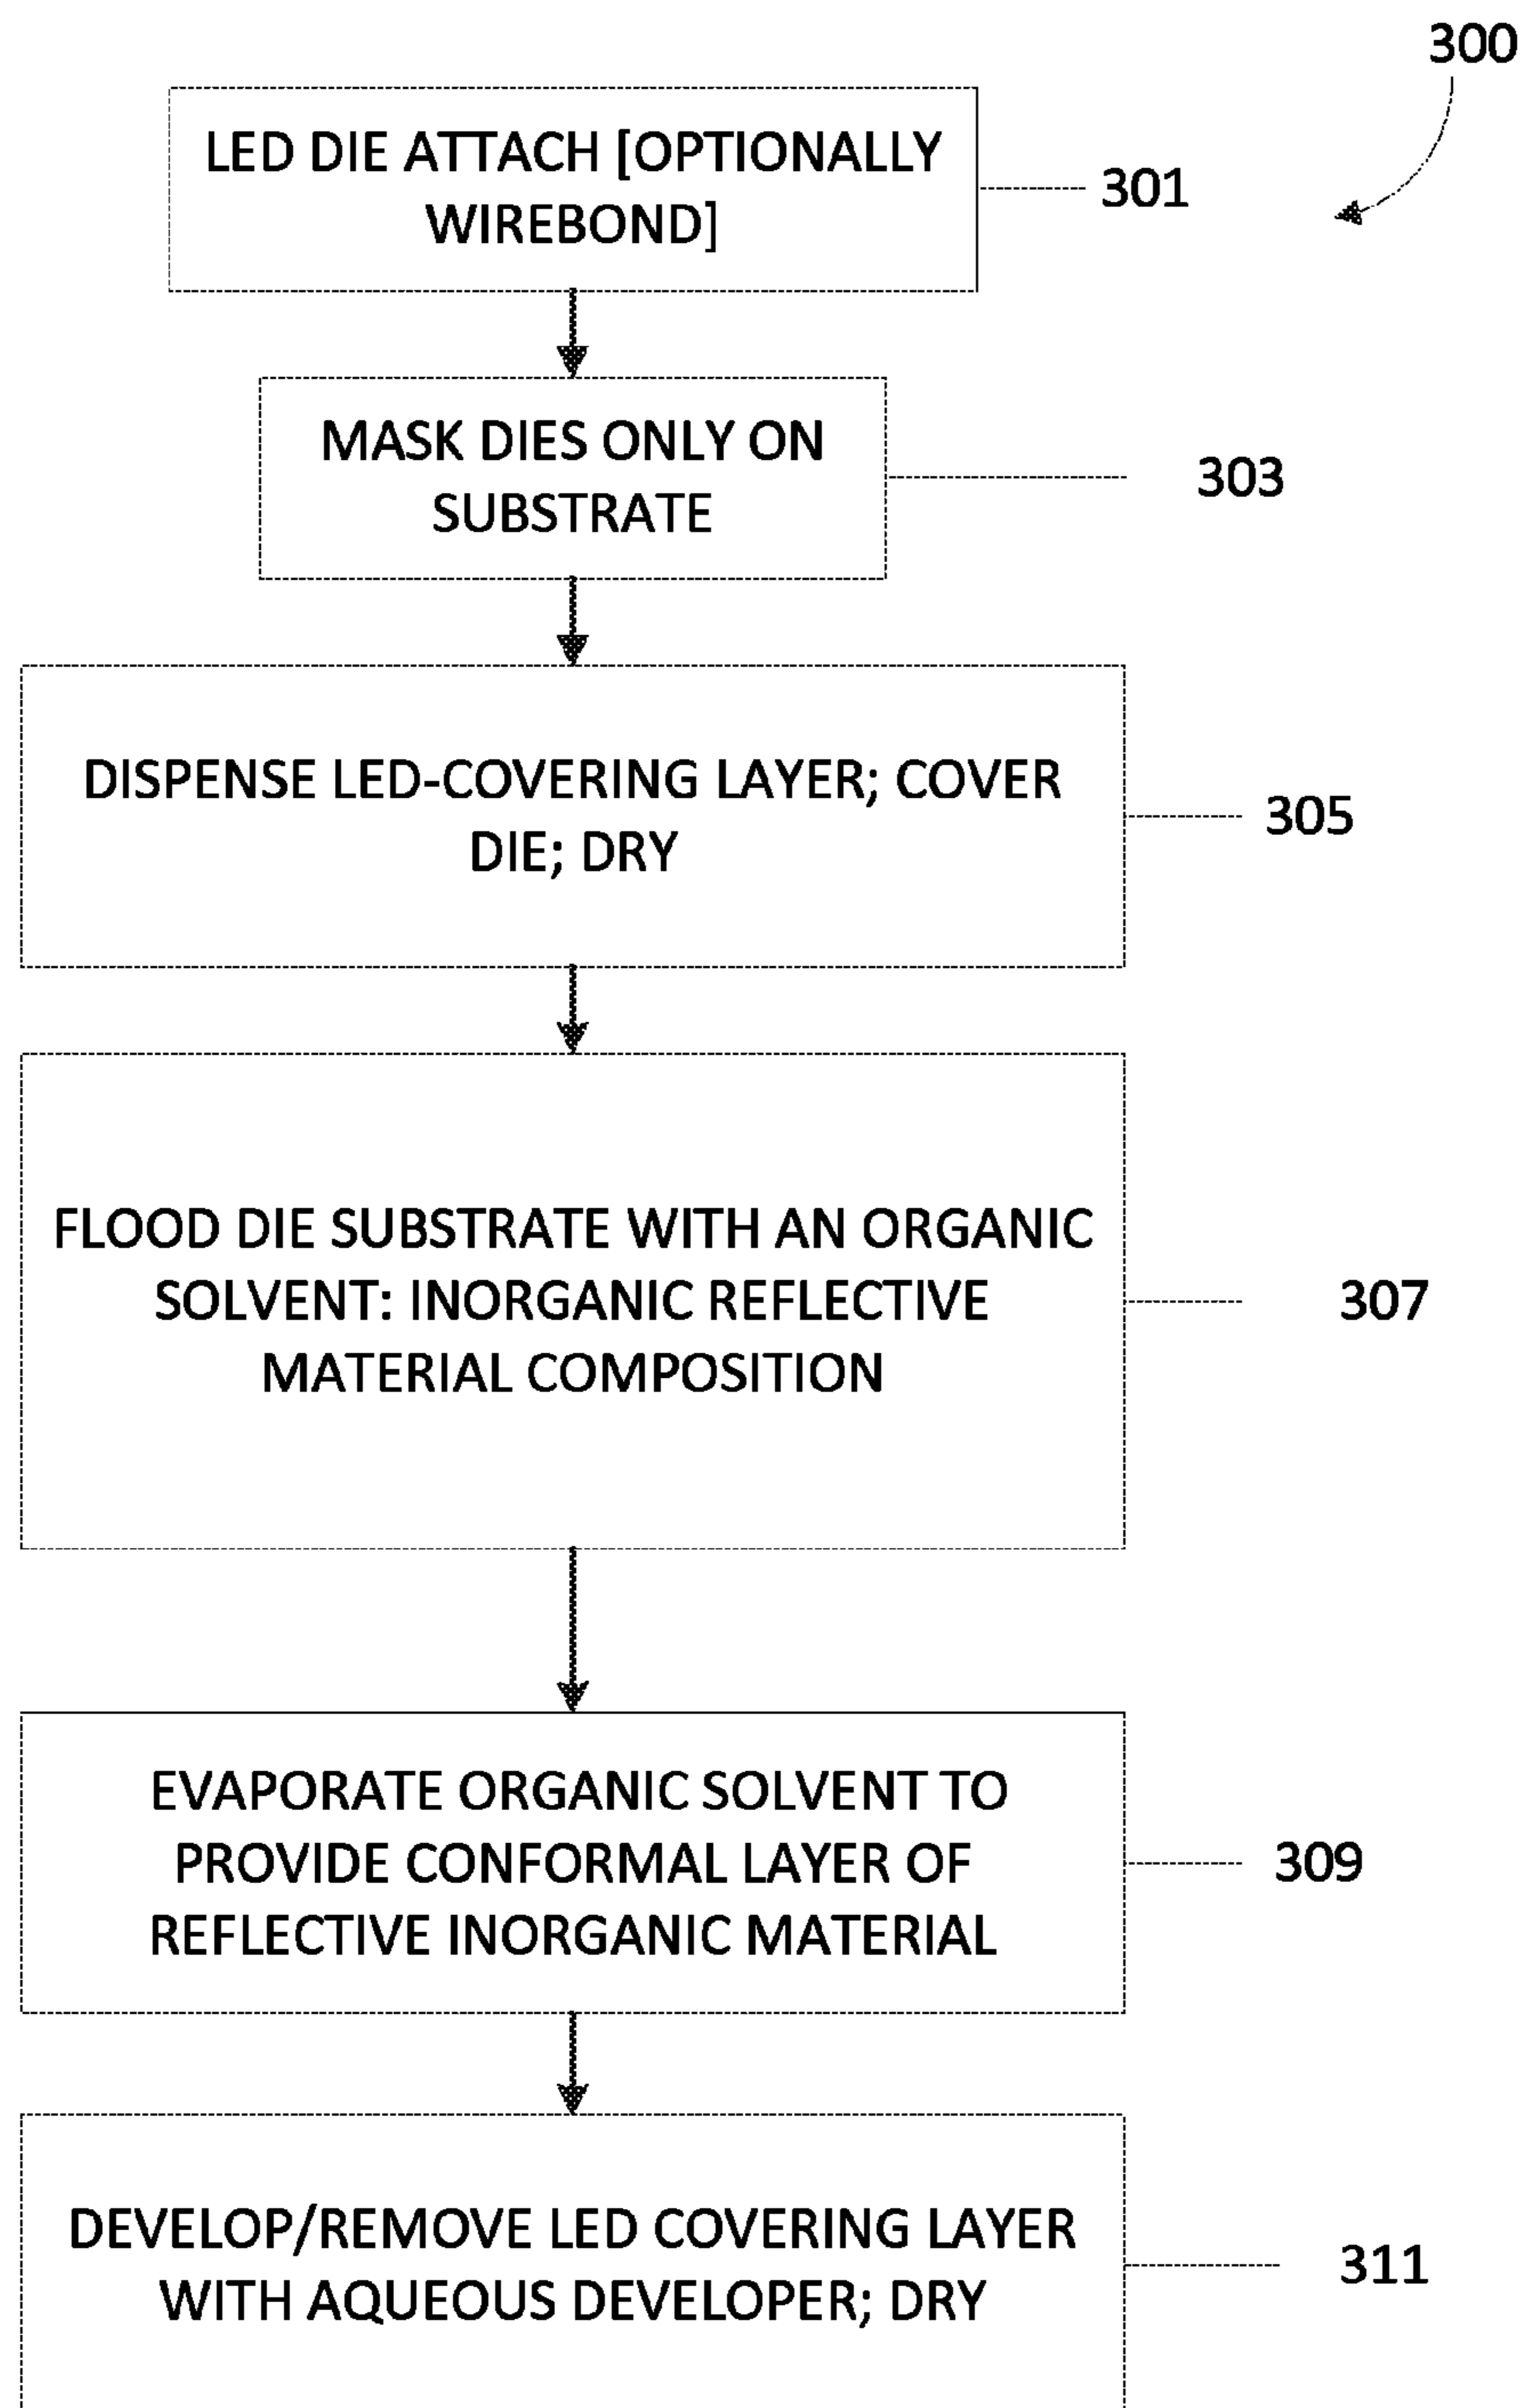 300
LED DIE ATTACH [OPTIONALLY
WIREBOND]
301
MASK DIES ONLY ON
SUBSTRATE
303
DISPENSE LED-COVERING LAYER; COVER
DIE; DRY
305
FLOOD DIE SUBSTRATE WITH AN ORGANIC
SOLVENT: INORGANIC REFLECTIVE
MATERIAL COMPOSITION
307
EVAPORATE ORGANIC SOLVENT TO
PROVIDE CONFORMAL LAYER OF
REFLECTIVE INORGANIC MATERIAL
309
DEVELOP/REMOVE LED COVERING LAYER
WITH AQUEOUS DEVELOPER; DRY
311